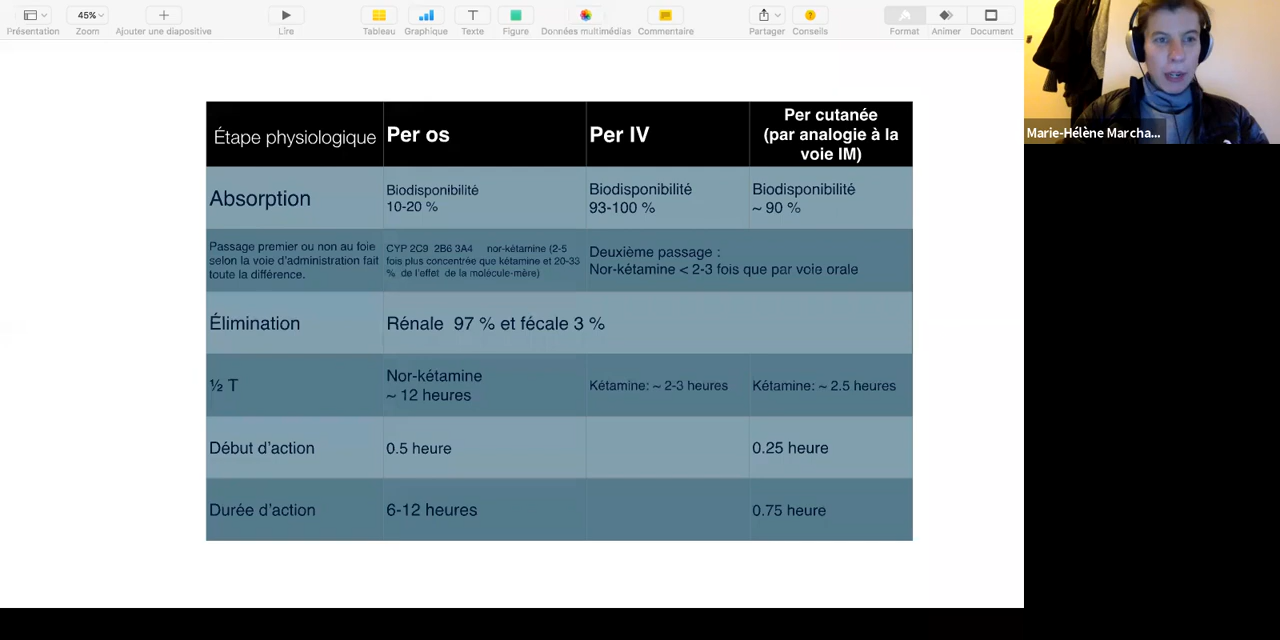 Présentation
45%
Zoom
Ajouter une diapositive
Lire
Tableau
Graphique
Texte
Figure
Données multimédias
Commentaire
Partager
Conseils
Format
Animer
Document
Marie-Hélène Marcha...
Étape physiologique
Per os
Per IV
Per cutanée
(par analogie à la
voie IM)
Absorption
Biodisponibilité
10-20 %
Biodisponibilité
93-100 %
Biodisponibilité
~ 90 %
Passage premier ou non au foie
selon la voie d'administration fait
toute la différence.
CYP 2C9 2B6 3A4 nor-kétamine (2-5
fois plus concentrée que kétamine et 20-33
% de l'effet de la molécule-mère)
Deuxième passage :
Nor-kétamine < 2-3 fois que par voie orale
Élimination
Rénale 97 % et fécale 3 %
½ T
Nor-kétamine
~ 12 heures
Kétamine: ~ 2-3 heures
Kétamine: ~ 2.5 heures
Début d'action
0.5 heure
0.25 heure
Durée d'action
6-12 heures
0.75 heure